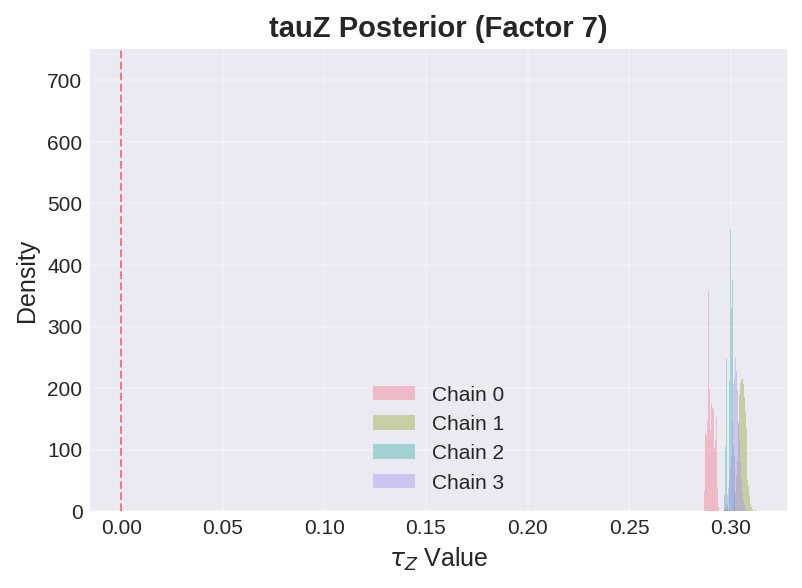 tauZ Posterior (Factor 7)
Density
700
600
500
400
300
200
100
0
Chain 0
Chain 1
Chain 2
Chain 3
0.00 0.05 0.10 0.15 0.20 0.25 0.30
τ_Z Value